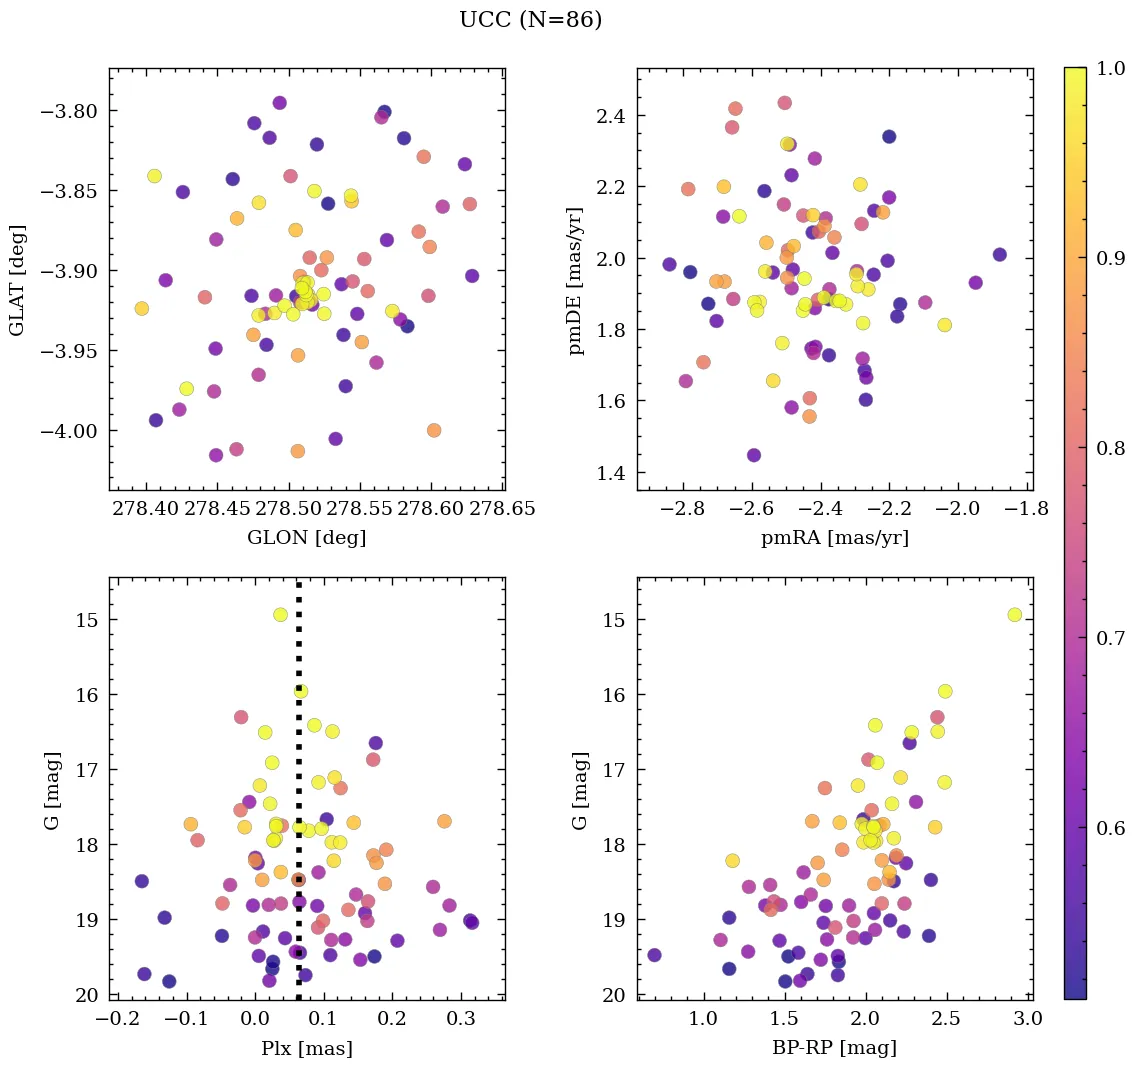 UCC (N=86)
−3.80
−3.85
−3.90
−3.95
−4.00
GLAT [deg]
278.40 278.45 278.50 278.55 278.60 278.65
GLON [deg]
2.4
2.2
2.0
1.8
1.6
1.4
pmDE [mas/yr]
−2.8 −2.6 −2.4 −2.2 −2.0 −1.8
pmRA [mas/yr]
15
16
17
18
19
20
G [mag]
−0.2 −0.1 0.0 0.1 0.2 0.3
Plx [mas]
15
16
17
18
19
20
G [mag]
1.0 1.5 2.0 2.5 3.0
BP-RP [mag]
1.0
0.9
0.8
0.7
0.6